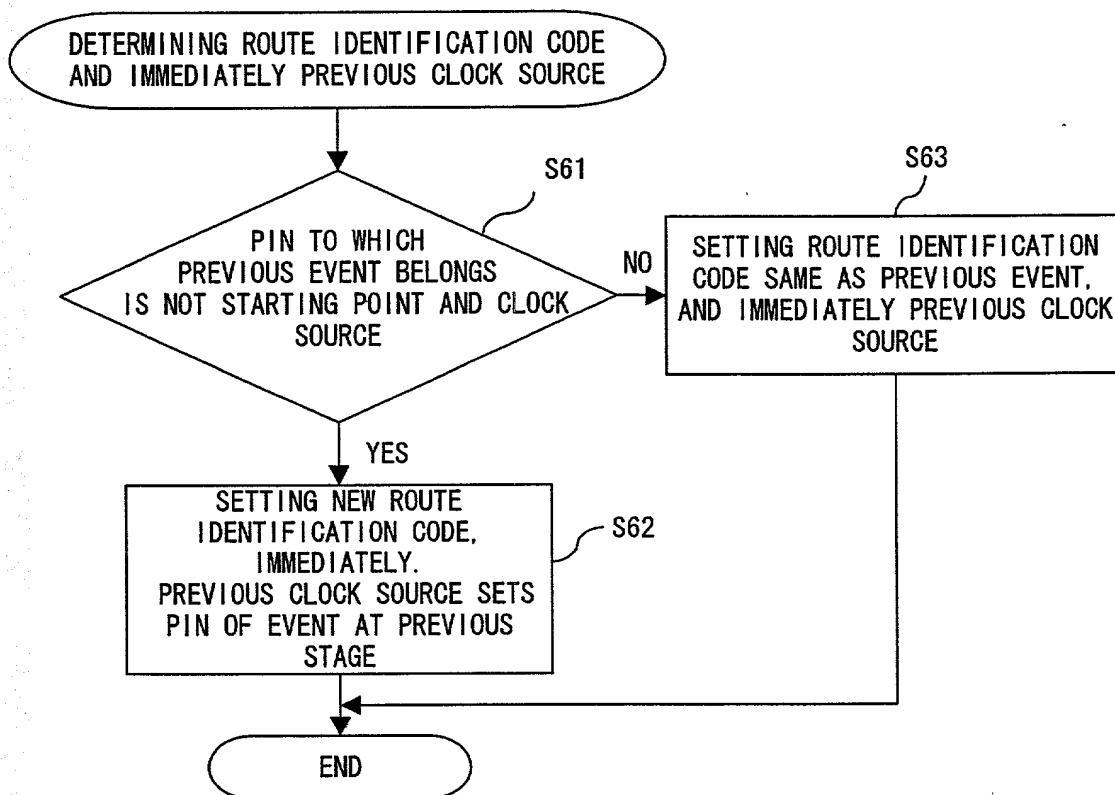 DETERMINING ROUTE IDENTIFICATION CODE
AND IMMEDIATELY PREVIOUS CLOCK SOURCE
S61
PIN TO WHICH
PREVIOUS EVENT BELONGS
IS NOT STARTING POINT AND CLOCK
SOURCE
NO
S63
SETTING ROUTE IDENTIFICATION
CODE SAME AS PREVIOUS EVENT,
AND IMMEDIATELY PREVIOUS CLOCK
SOURCE
YES
SETTING NEW ROUTE
IDENTIFICATION CODE,
IMMEDIATELY.
PREVIOUS CLOCK SOURCE SETS
PIN OF EVENT AT PREVIOUS
STAGE
S62
END